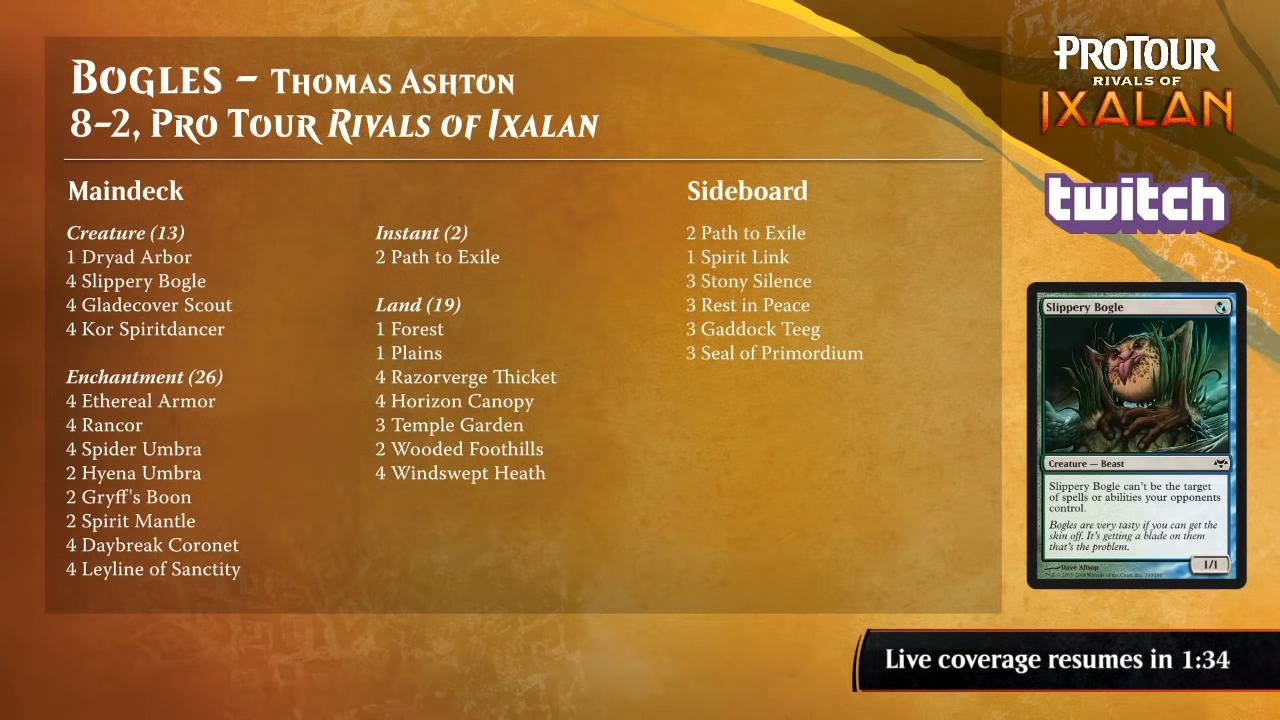 Bogles – Thomas Ashton
8–2, Pro Tour Rivals of Ixalan
Maindeck
Creature (13)
1 Dryad Arbor
4 Slippery Bogle
4 Gladecover Scout
4 Kor Spiritdancer
Enchantment (26)
4 Ethereal Armor
4 Rancor
4 Spider Umbra
2 Hyena Umbra
2 Gryff's Boon
2 Spirit Mantle
4 Daybreak Coronet
4 Leyline of Sanctity
Instant (2)
2 Path to Exile
Land (19)
1 Forest
1 Plains
4 Razorverge Thicket
4 Horizon Canopy
3 Temple Garden
2 Wooded Foothills
4 Windswept Heath
Sideboard
2 Path to Exile
1 Spirit Link
3 Stony Silence
3 Rest in Peace
3 Gaddock Teeg
3 Seal of Primordium
PROTOUR
RIVALS OF
IXALAN
twitch
Slippery Bogle
Creature — Beast
Slippery Bogle can't be the target
of spells or abilities your opponents
control.
Bogles are very tasty if you can get the
skin off. It's getting a blade on them
that's the problem.
Dave Allsop
1/1
Live coverage resumes in 1:34